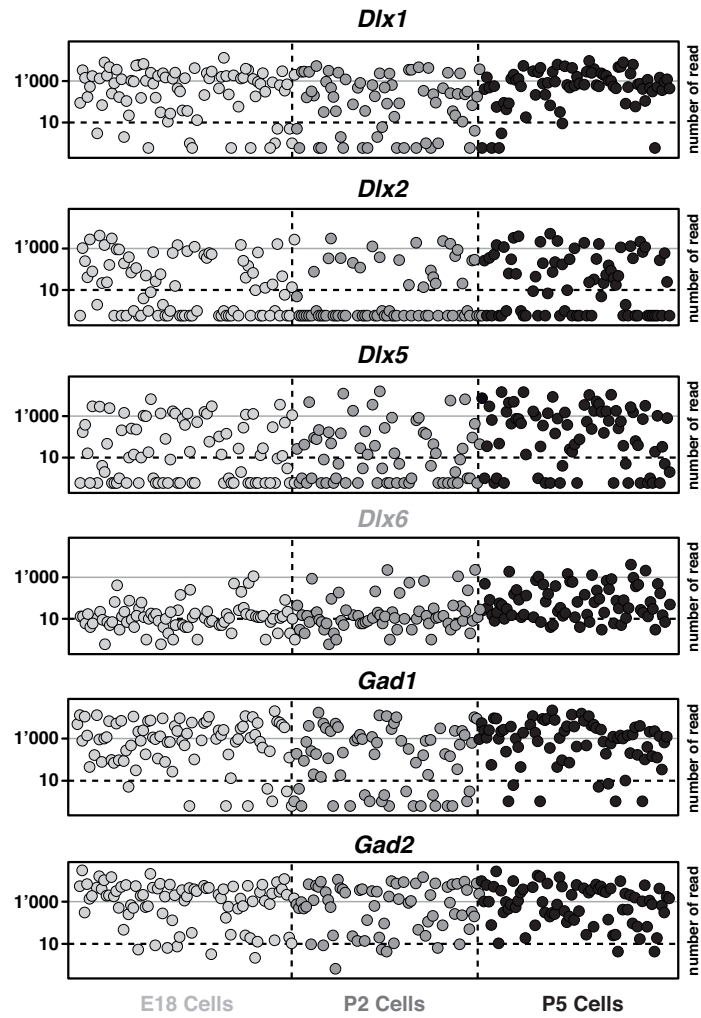 Dlx1
1'000
10
number of read
Dlx2
1'000
10
number of read
Dlx5
1'000
10
number of read
Dlx6
1'000
10
number of read
Gad1
1'000
10
number of read
Gad2
1'000
10
number of read
E18 Cells P2 Cells P5 Cells